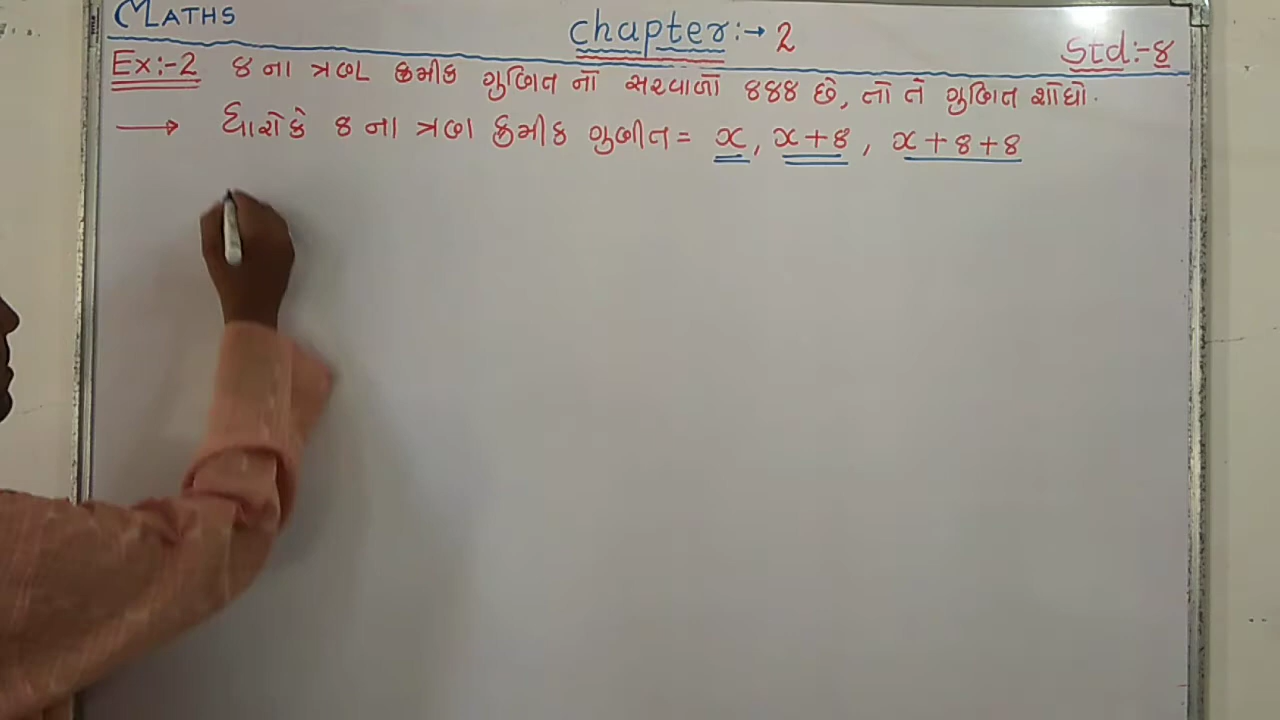 MATHS
chapter:→ 2
Std:-8
Ex:-2 8 ના ત્રણ ક્રમીક ગુણિત નો સરવાળો 888 છે, તો તે ગુણિત શોધો.
→ ધારોકે 8 ના ત્રણ ક્રમીક ગુણીત = x, x+8, x+8+8